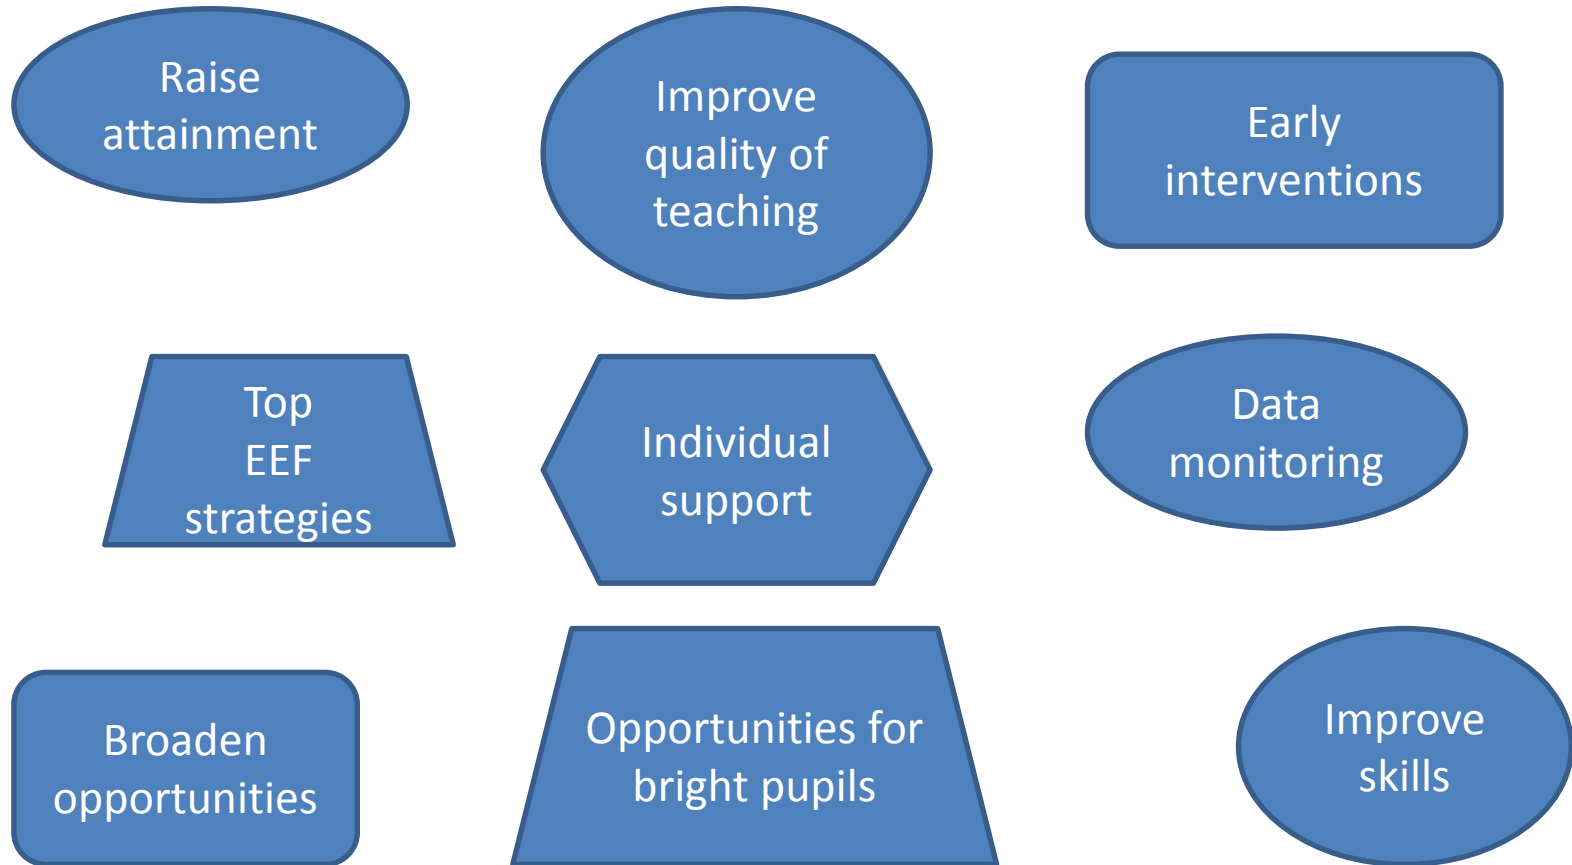 Raise
attainment
Improve
quality of
teaching
Early
interventions
Top
EEF
strategies
Individual
support
Data
monitoring
Broaden
opportunities
Opportunities for
bright pupils
Improve
skills